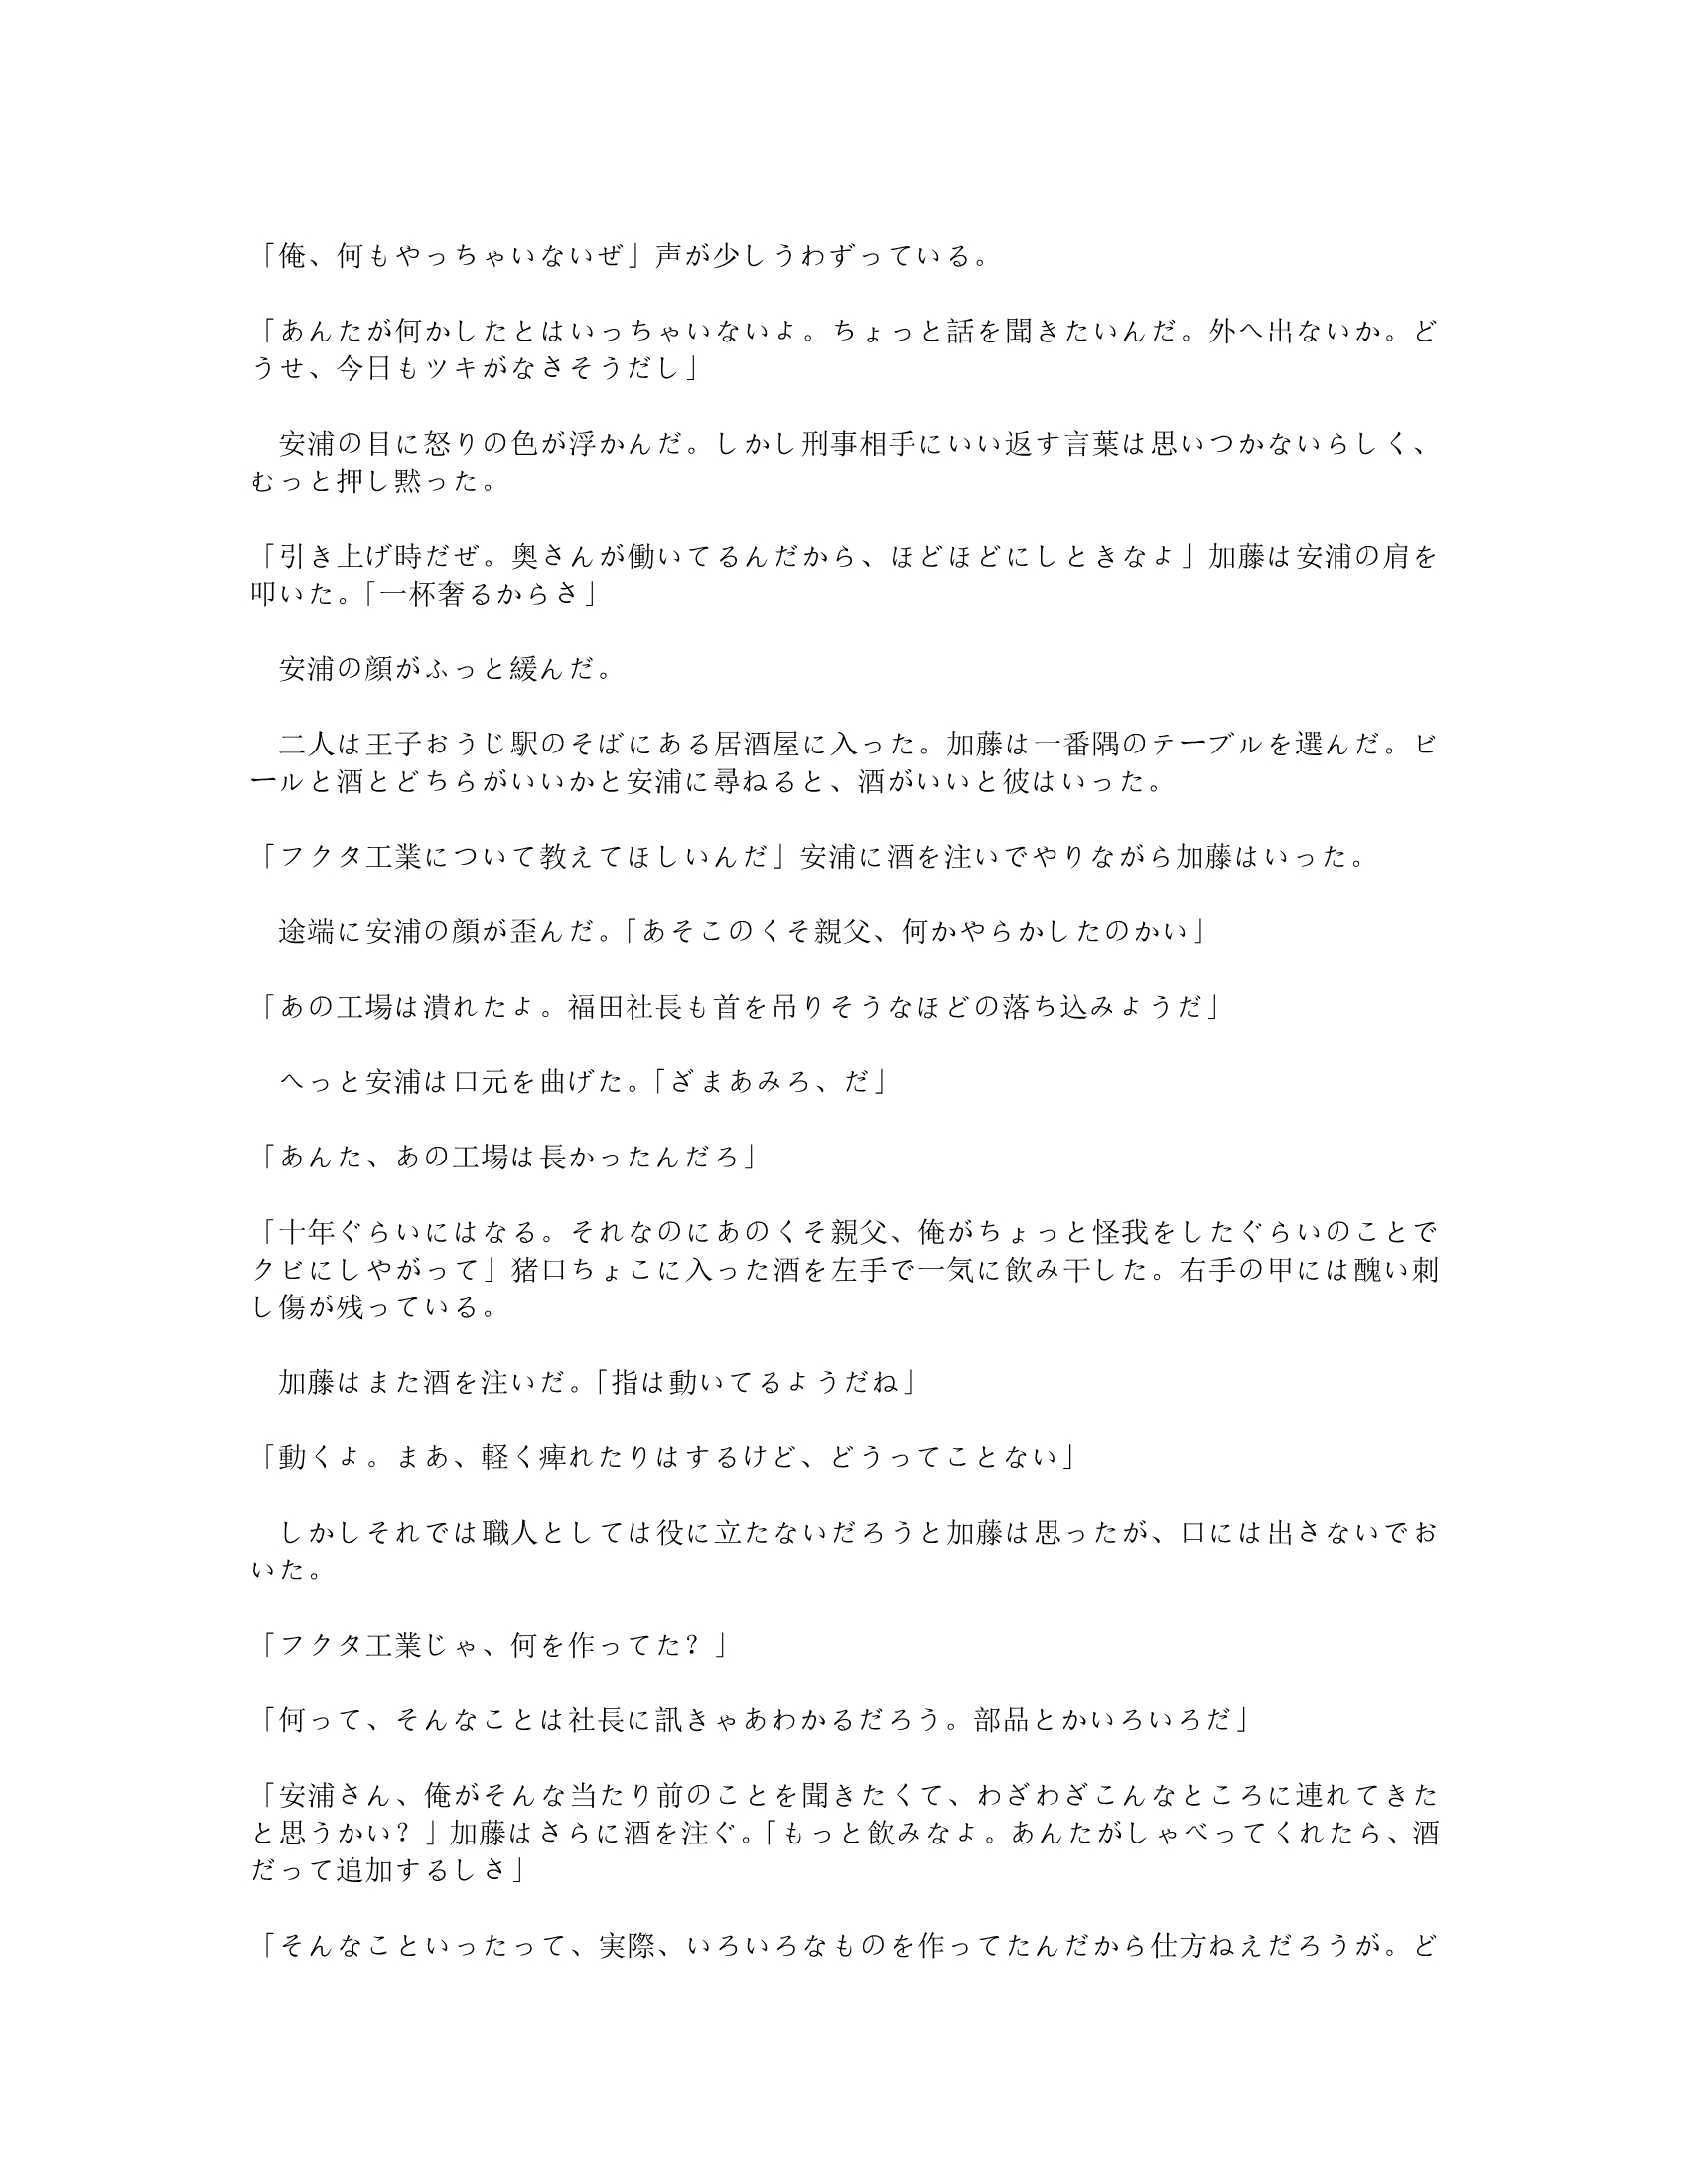 「俺、何もやっちゃいないぜ」声が少しうわずっている。
「あんたが何かしたとはいっちゃいないよ。ちょっと話を聞きたいんだ。外へ出ないか。ど
うせ、今日もツキがなさそうだし」
　安浦の目に怒りの色が浮かんだ。しかし刑事相手にいい返す言葉は思いつかないらしく、
むっと押し黙った。
「引き上げ時だぜ。奥さんが働いてるんだから、ほどほどにしときなよ」加藤は安浦の肩を
叩いた。「一杯奢るからさ」
　安浦の顔がふっと緩んだ。
　二人は王子おうじ駅のそばにある居酒屋に入った。加藤は一番隅のテーブルを選んだ。ビ
ールと酒とどちらがいいかと安浦に尋ねると、酒がいいと彼はいった。
「フクタ工業について教えてほしいんだ」安浦に酒を注いでやりながら加藤はいった。
　途端に安浦の顔が歪んだ。「あそこのくそ親父、何かやらかしたのかい」
「あの工場は潰れたよ。福田社長も首を吊りそうなほどの落ち込みようだ」
　へっと安浦は口元を曲げた。「ざまあみろ、だ」
「あんた、あの工場は長かったんだろ」
「十年ぐらいにはなる。それなのにあのくそ親父、俺がちょっと怪我をしたぐらいのことで
クビにしやがって」猪口ちょこに入った酒を左手で一気に飲み干した。右手の甲には醜い刺
し傷が残っている。
　加藤はまた酒を注いだ。「指は動いてるようだね」
「動くよ。まあ、軽く痺れたりはするけど、どうってことない」
　しかしそれでは職人としては役に立たないだろうと加藤は思ったが、口には出さないでお
いた。
「フクタ工業じゃ、何を作ってた？」
「何って、そんなことは社長に訊きゃあわかるだろう。部品とかいろいろだ」
「安浦さん、俺がそんな当たり前のことを聞きたくて、わざわざこんなところに連れてきた
と思うかい？」加藤はさらに酒を注ぐ。「もっと飲みなよ。あんたがしゃべってくれたら、酒
だって追加するしさ」
「そんなこといったって、実際、いろいろなものを作ってたんだから仕方ねえだろうが。ど